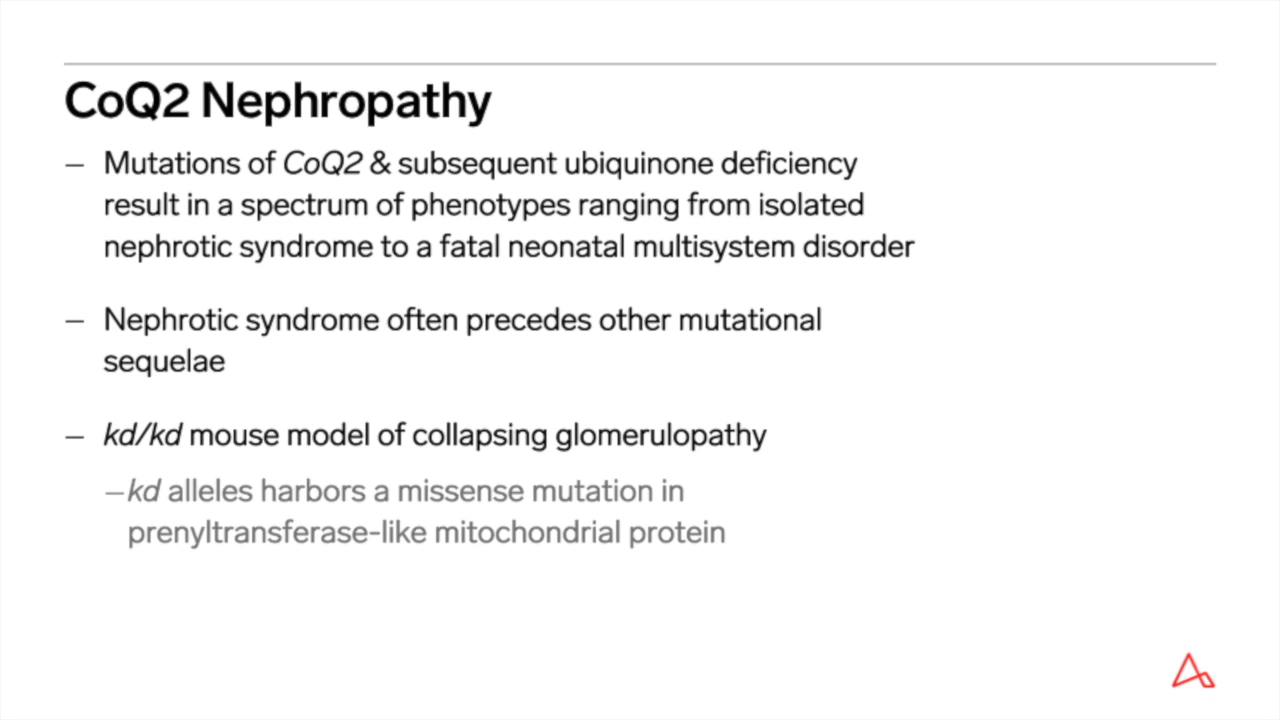 CoQ2 Nephropathy
– Mutations of CoQ2 & subsequent ubiquinone deficiency
result in a spectrum of phenotypes ranging from isolated
nephrotic syndrome to a fatal neonatal multisystem disorder
– Nephrotic syndrome often precedes other mutational
sequelae
– kd/kd mouse model of collapsing glomerulopathy
–kd alleles harbors a missense mutation in
prenyltransferase-like mitochondrial protein